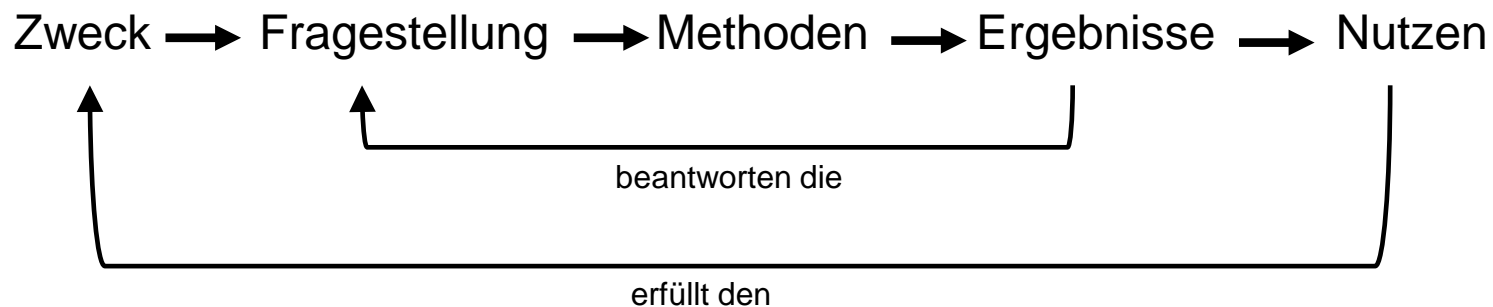 Zweck Fragestellung Methoden Ergebnisse Nutzen
beantworten die
erfüllt den